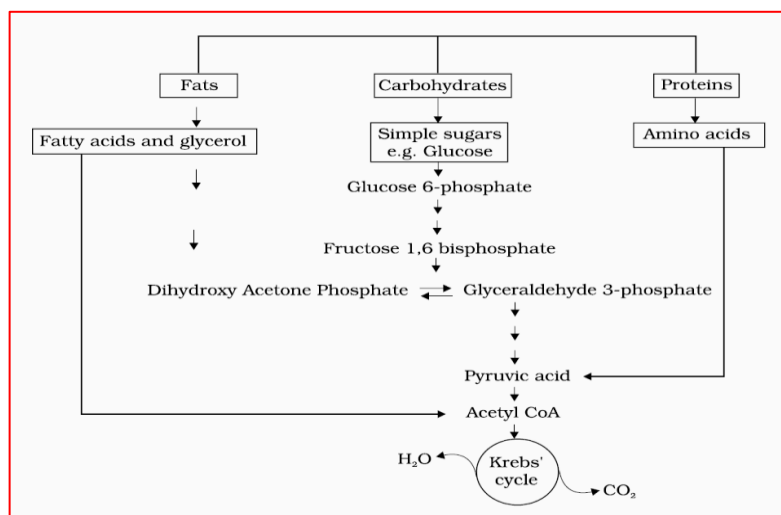 Fats
Carbohydrates
Proteins
Fatty acids and glycerol
Simple sugars
e.g. Glucose
Amino acids
Glucose 6-phosphate
Fructose 1,6 bisphosphate
Dihydroxy Acetone Phosphate
Glyceraldehyde 3-phosphate
Pyruvic acid
Acetyl CoA
H₂O
Krebs'
cycle
CO₂